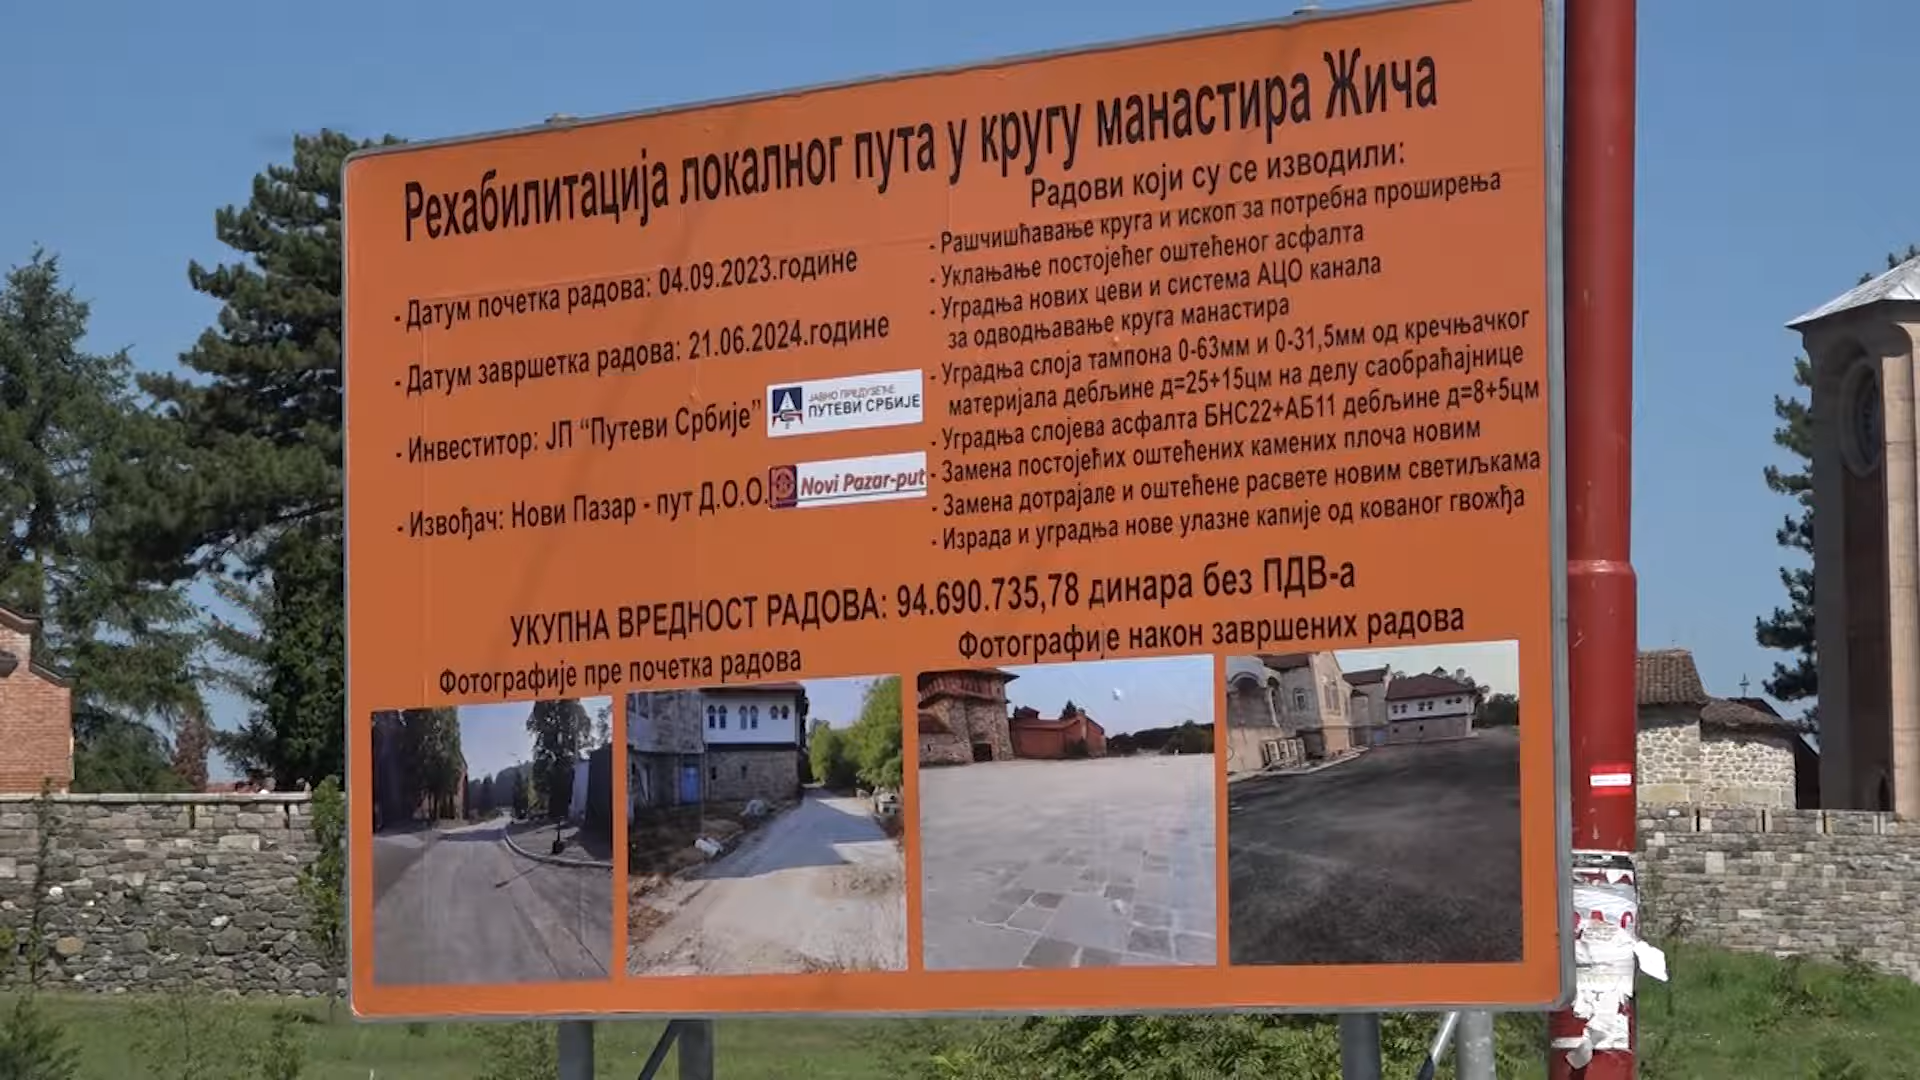 Рехабилитација локалног пута у кругу манастира Жича
- Датум почетка радова: 04.09.2023.године
- Датум завршетка радова: 21.06.2024.године
- Инвеститор: ЈП “Путеви Србије”
ЈАВНО ПРЕДУЗЕЋЕ
ПУТЕВИ СРБИЈЕ
- Извођач: Нови Пазар - пут Д.О.О.
Novi Pazar-put
Радови који су се изводили:
- Рашчишћавање круга и ископ за потребна проширења
- Уклањање постојећег оштећеног асфалта
- Уградња нових цеви и система АЦО канала
за одводњавање круга манастира
- Уградња слоја тампона 0-63мм и 0-31,5мм од кречњачког
материјала дебљине д=25+15цм на делу саобраћајнице
- Уградња слојева асфалта БНС22+АБ11 дебљине д=8+5цм
- Замена постојећих оштећених камених плоча новим
- Замена дотрајале и оштећене расвете новим светиљкама
- Израда и уградња нове улазне капије од кованог гвожђа
УКУПНА ВРЕДНОСТ РАДОВА: 94.690.735,78 динара без ПДВ-а
Фотографије пре почетка радова
Фотографије након завршених радова